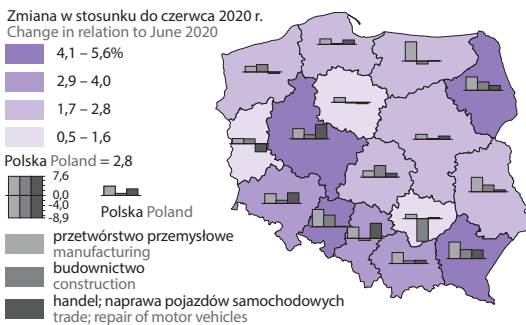 Zmiana w stosunku do czerwca 2020 r.
Change in relation to June 2020
4,1 – 5,6%
2,9 – 4,0
1,7 – 2,8
0,5 – 1,6
Polska Poland = 2,8
7,6
0,0
-4,0
-8,9
Polska Poland
przetwórstwo przemysłowe
manufacturing
budownictwo
construction
handel; naprawa pojazdów samochodowych
trade; repair of motor vehicles